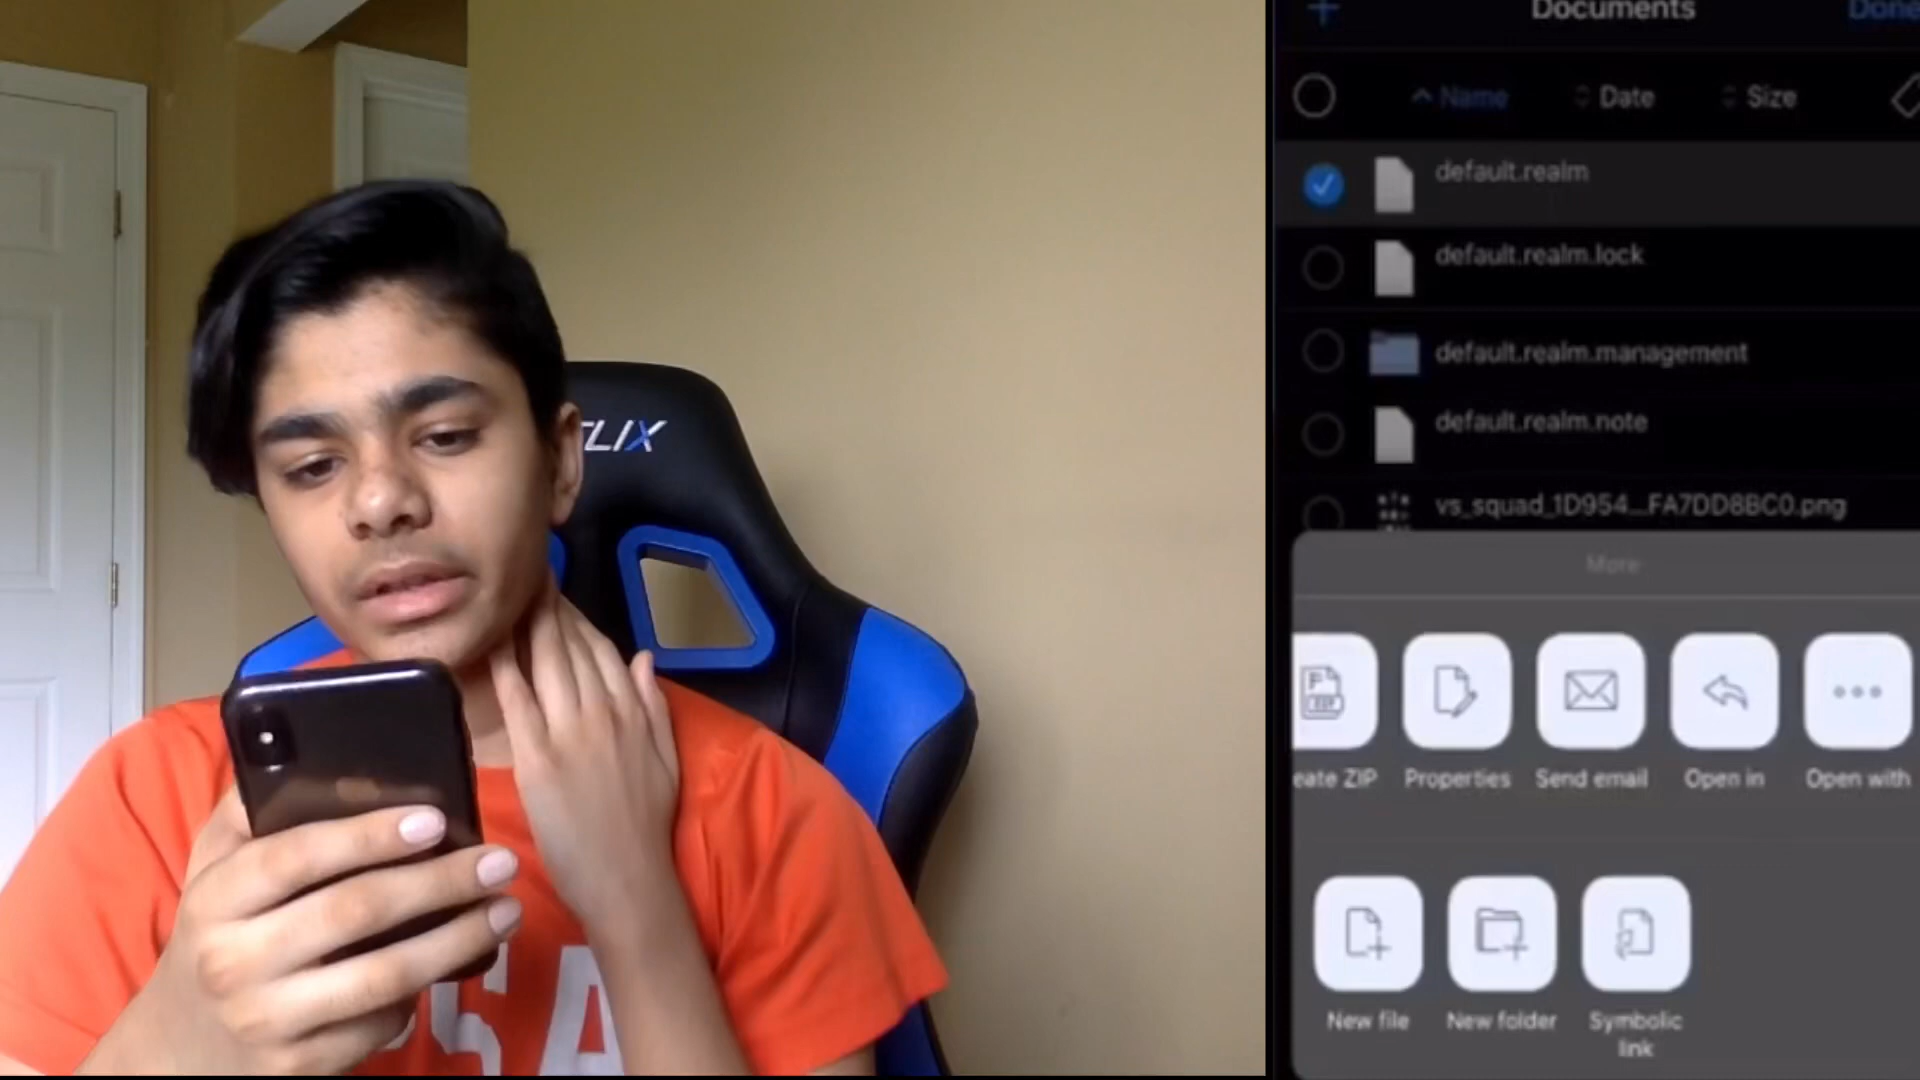 Documents
Done
Name
Date
Size
default.realm
default.realm.lock
default.realm.management
default.realm.note
vs_squad_1D954...FA7DD8BC0.png
More
eate ZIP
Properties
Send email
Open in
Open with
New file
New folder
Symbolic
link
LIX
SA